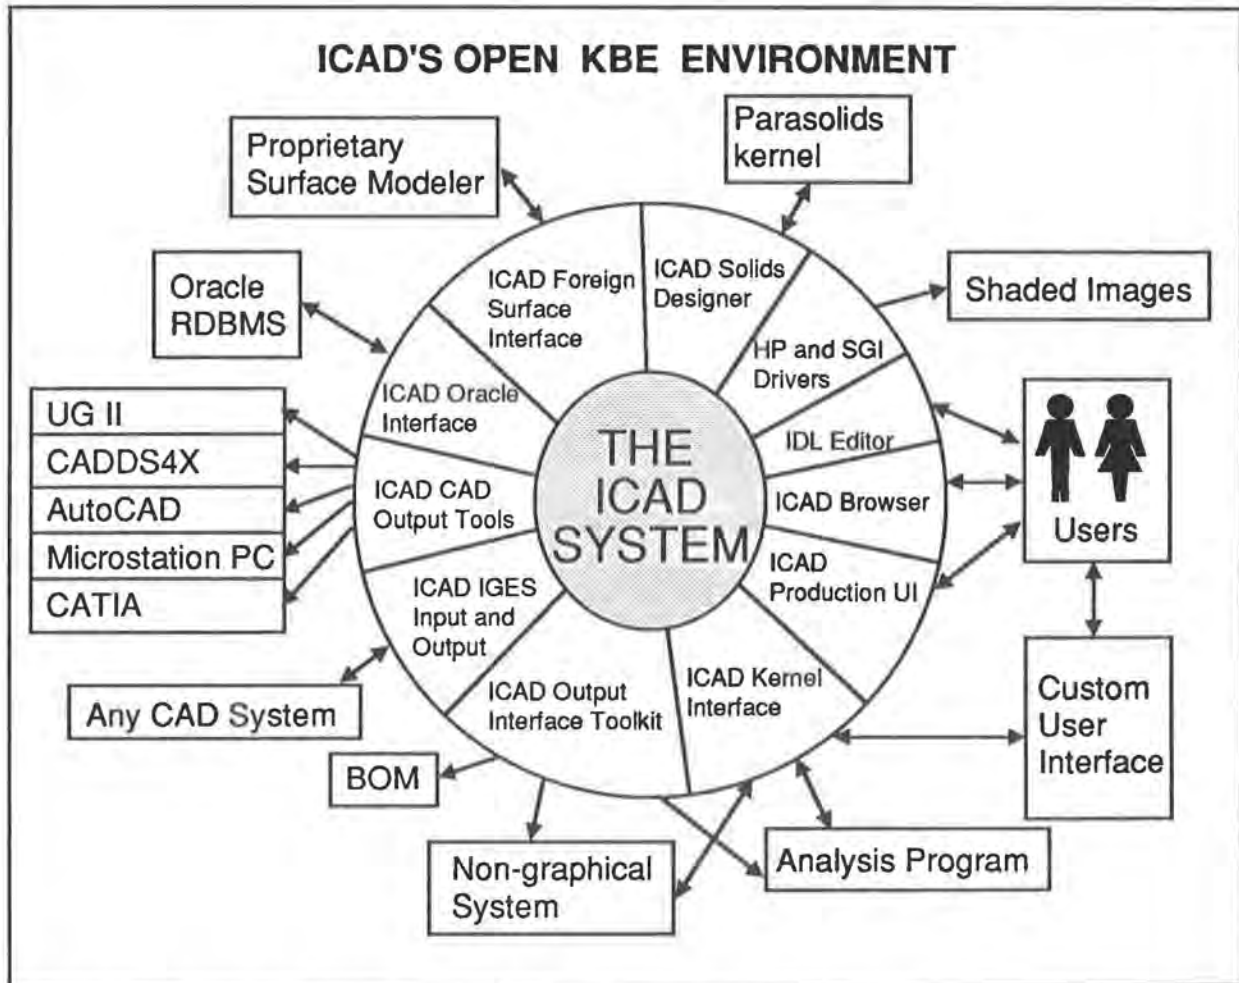 ICAD'S OPEN KBE ENVIRONMENT
Proprietary
Surface Modeler
Parasolids
kernel
Oracle
RDBMS
Shaded Images
ICAD Foreign
Surface
Interface
ICAD Solids
Designer
HP and SGI
Drivers
ICAD Oracle
Interface
IDL Editor
UG II
CADDS4X
AutoCAD
Microstation PC
CATIA
THE
ICAD
SYSTEM
ICAD CAD
Output Tools
ICAD Browser
Users
ICAD IGES
Input and
Output
ICAD
Production UI
ICAD Output
Interface Toolkit
ICAD Kernel
Interface
Any CAD System
Custom
User
Interface
BOM
Non-graphical
System
Analysis Program